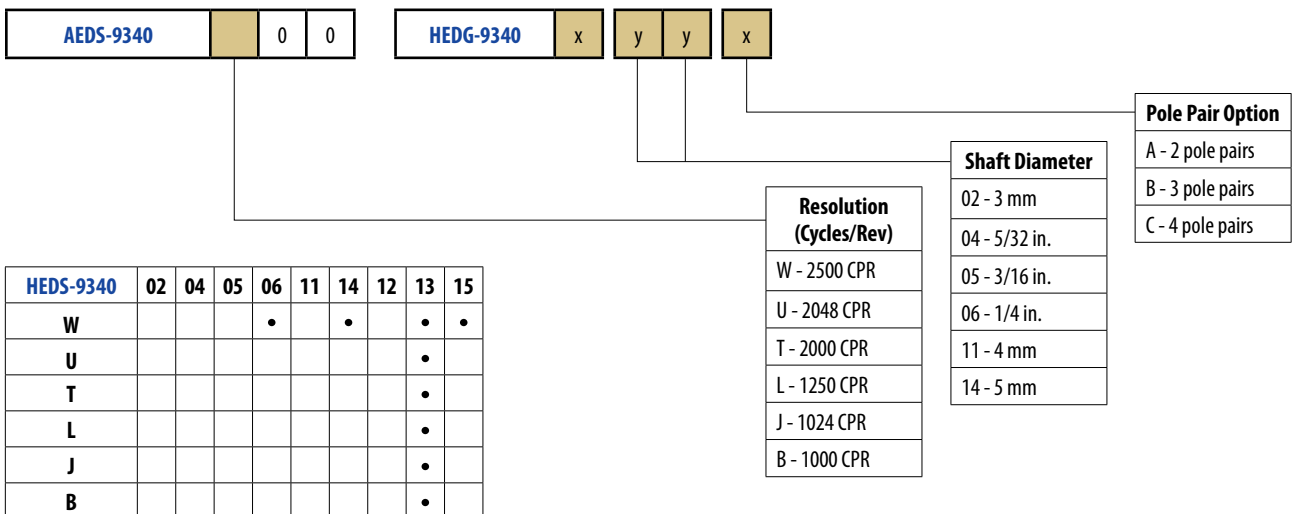 AEDS-9340 0 0 HEDG-9340 x y y x
Pole Pair Option
A - 2 pole pairs
B - 3 pole pairs
C - 4 pole pairs
Shaft Diameter
02 - 3 mm
04 - 5/32 in.
05 - 3/16 in.
06 - 1/4 in.
11 - 4 mm
14 - 5 mm
Resolution
(Cycles/Rev)
W - 2500 CPR
U - 2048 CPR
T - 2000 CPR
L - 1250 CPR
J - 1024 CPR
B - 1000 CPR
HEDS-9340 02 04 05 06 11 14 12 13 15
W • • • •
U •
T •
L •
J •
B •